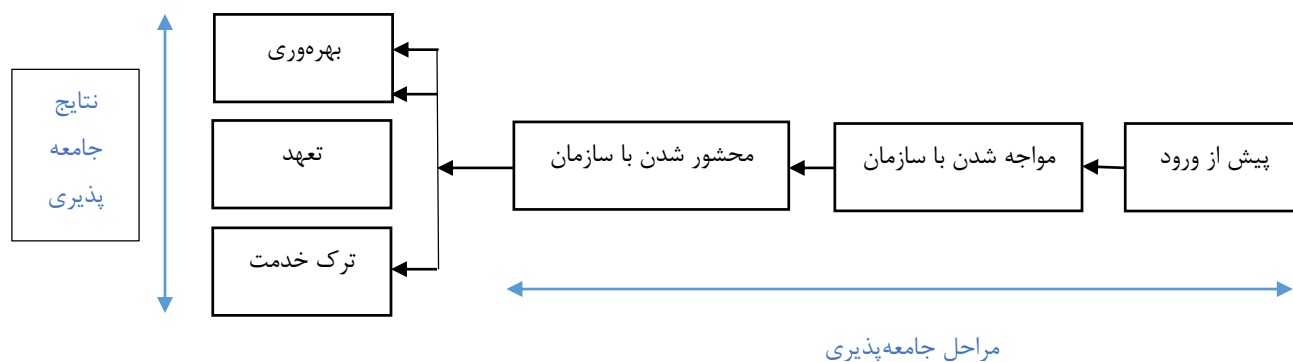 پیش از ورود
مواجه شدن با سازمان
محشور شدن با سازمان
بهره‌وری
تعهد
ترک خدمت
نتایج
جامعه
پذیری
مراحل جامعه‌پذیری